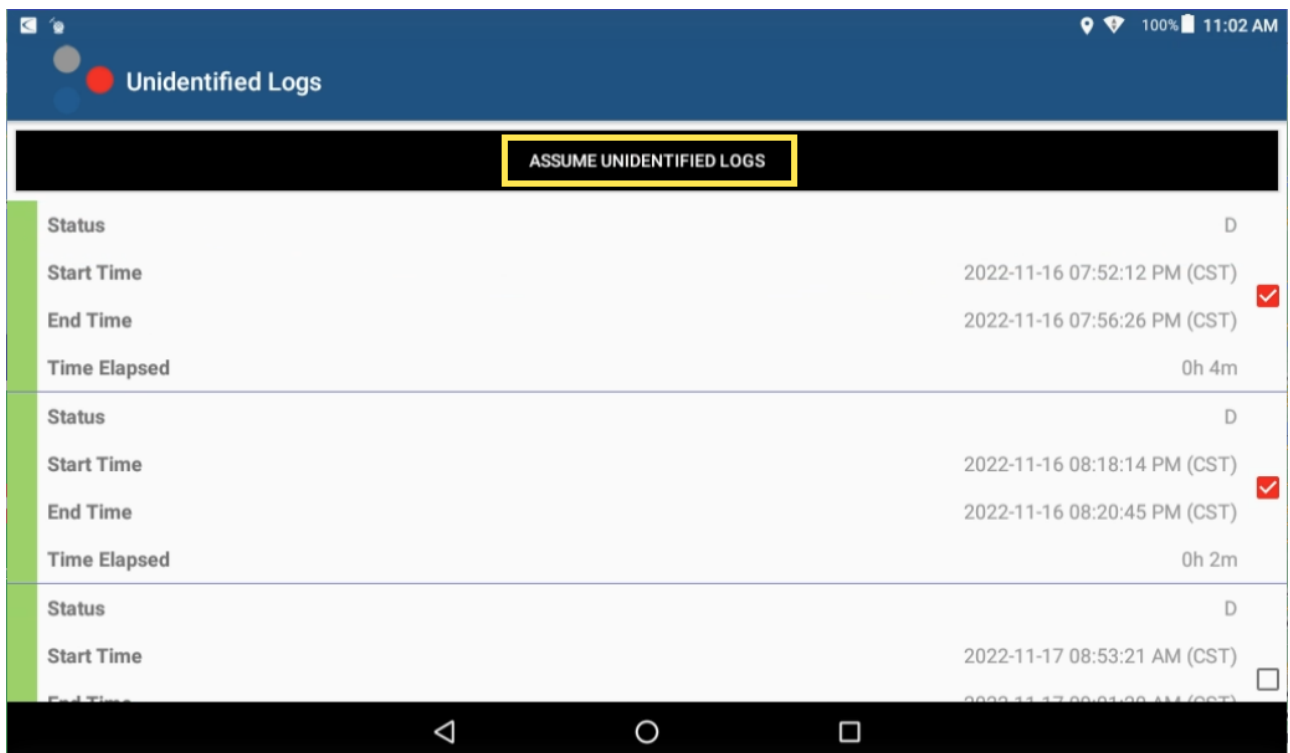 100% 11:02 AM
Unidentified Logs
ASSUME UNIDENTIFIED LOGS
Status D
Start Time 2022-11-16 07:52:12 PM (CST)
End Time 2022-11-16 07:56:26 PM (CST)
Time Elapsed 0h 4m
Status D
Start Time 2022-11-16 08:18:14 PM (CST)
End Time 2022-11-16 08:20:45 PM (CST)
Time Elapsed 0h 2m
Status D
Start Time 2022-11-17 08:53:21 AM (CST)
End Time